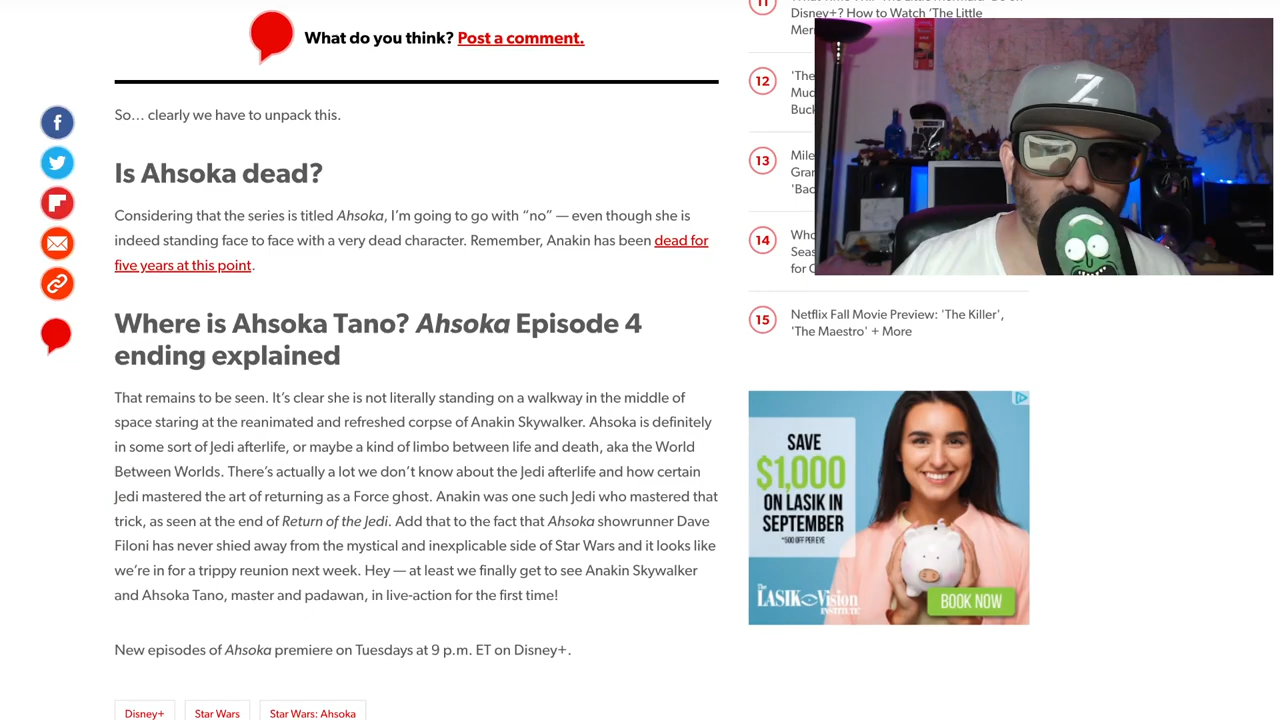 What do you think? Post a comment.
So... clearly we have to unpack this.
Is Ahsoka dead?
Considering that the series is titled Ahsoka, I'm going to go with “no” — even though she is
indeed standing face to face with a very dead character. Remember, Anakin has been dead for
five years at this point.
Where is Ahsoka Tano? Ahsoka Episode 4
ending explained
That remains to be seen. It's clear she is not literally standing on a walkway in the middle of
space staring at the reanimated and refreshed corpse of Anakin Skywalker. Ahsoka is definitely
in some sort of Jedi afterlife, or maybe a kind of limbo between life and death, aka the World
Between Worlds. There's actually a lot we don't know about the Jedi afterlife and how certain
Jedi mastered the art of returning as a Force ghost. Anakin was one such Jedi who mastered that
trick, as seen at the end of Return of the Jedi. Add that to the fact that Ahsoka showrunner Dave
Filoni has never shied away from the mystical and inexplicable side of Star Wars and it looks like
we're in for a trippy reunion next week. Hey — at least we finally get to see Anakin Skywalker
and Ahsoka Tano, master and padawan, in live-action for the first time!
New episodes of Ahsoka premiere on Tuesdays at 9 p.m. ET on Disney+.
Disney+
Star Wars
Star Wars: Ahsoka
11
Disney+? How to Watch 'The Little
12
'The
13
14
Who
for
15
Netflix Fall Movie Preview: 'The Killer',
'The Maestro' + More
Z
SAVE
$1,000
ON LASIK IN
SEPTEMBER
*$500 OFF PER EYE
The
LASIK Vision
INSTITUTE
BOOK NOW